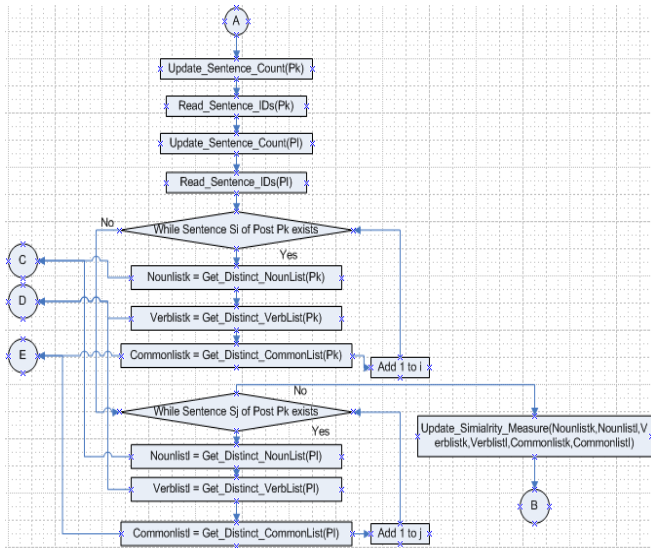 A
Update_Sentence_Count(Pk)
Read_Sentence_IDs(Pk)
Update_Sentence_Count(Pl)
Read_Sentence_IDs(Pl)
No
While Sentence Si of Post Pk exists
Yes
C
Nounlistk = Get_Distinct_NounList(Pk)
D
Verblistk = Get_Distinct_VerbList(Pk)
E
Commonlistk = Get_Distinct_CommonList(Pk)
Add 1 to i
No
While Sentence Sj of Post Pk exists
Yes
Update_Simialrity_Measure(Nounlistk,Nounlistl,V
erblistk,Verblistl,Commonlistk,Commonlistl)
Nounlistl = Get_Distinct_NounList(Pl)
Verblistl = Get_Distinct_VerbList(Pl)
B
Commonlistl = Get_Distinct_CommonList(Pl)
Add 1 to j